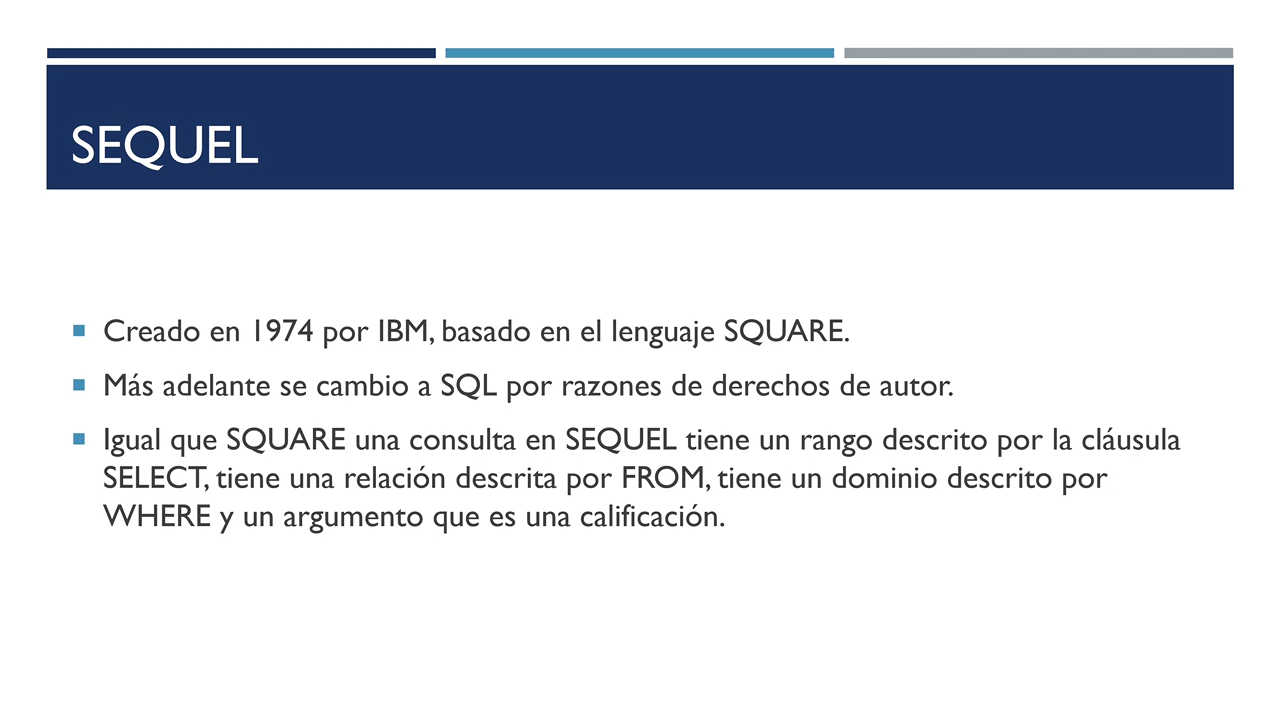 SEQUEL
Creado en 1974 por IBM, basado en el lenguaje SQUARE.
Más adelante se cambio a SQL por razones de derechos de autor.
Igual que SQUARE una consulta en SEQUEL tiene un rango descrito por la cláusula
SELECT, tiene una relación descrita por FROM, tiene un dominio descrito por
WHERE y un argumento que es una calificación.